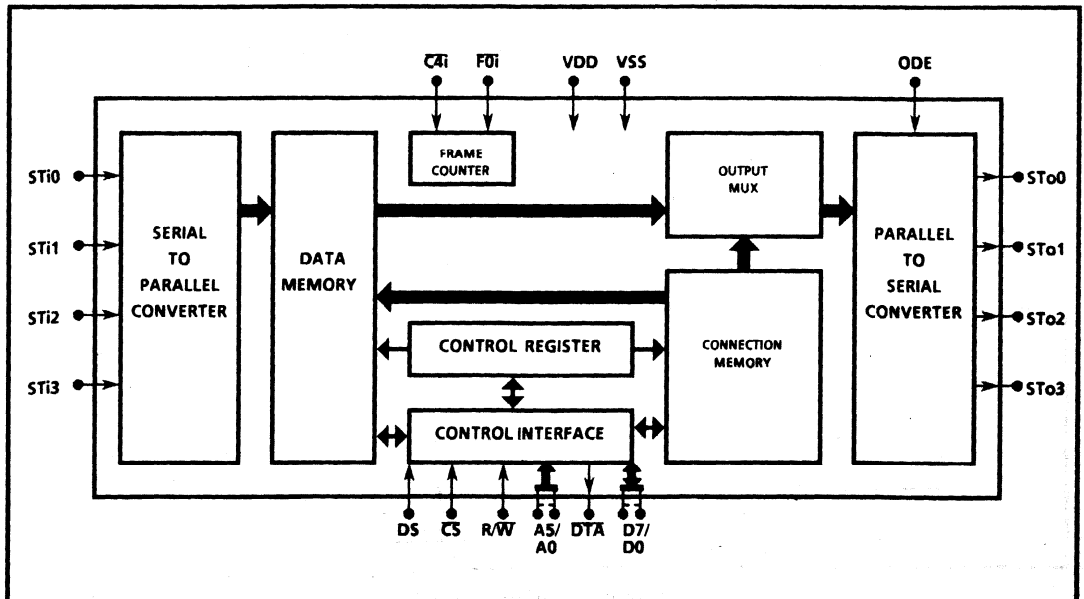 C4i F0i VDD VSS ODE
FRAME
COUNTER
OUTPUT
MUX
STi0
STi1
STi2
STi3
SERIAL
TO
PARALLEL
CONVERTER
DATA
MEMORY
CONTROL REGISTER
CONTROL INTERFACE
CONNECTION
MEMORY
PARALLEL
TO
SERIAL
CONVERTER
STo0
STo1
STo2
STo3
DS CS R/W A5/ DTA D7/
A0 D0